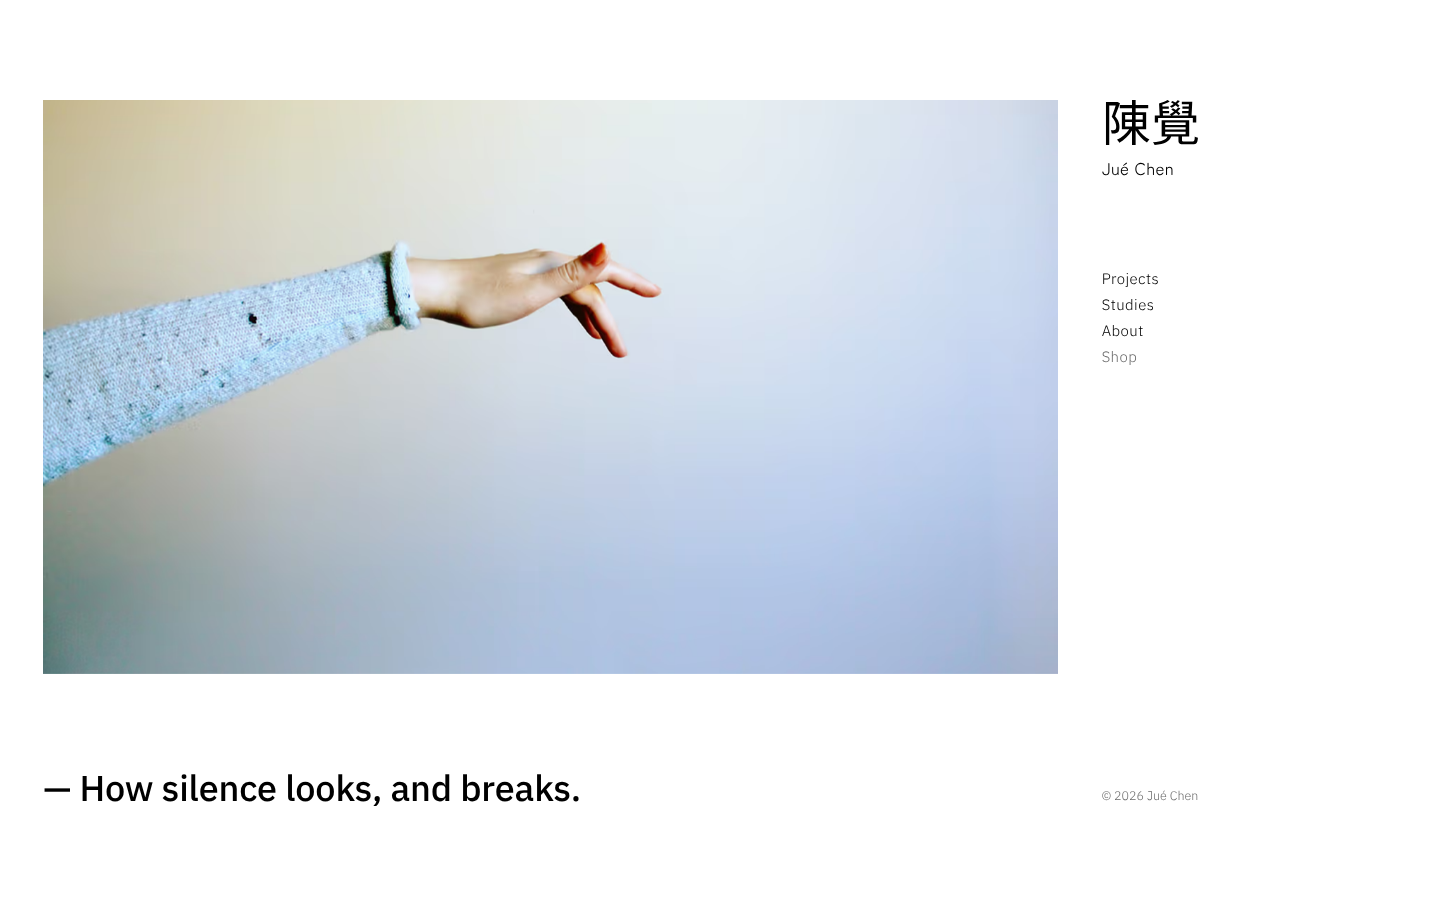 陳覺
Jué Chen
Projects
Studies
About
Shop
— How silence looks, and breaks.
© 2026 Jué Chen